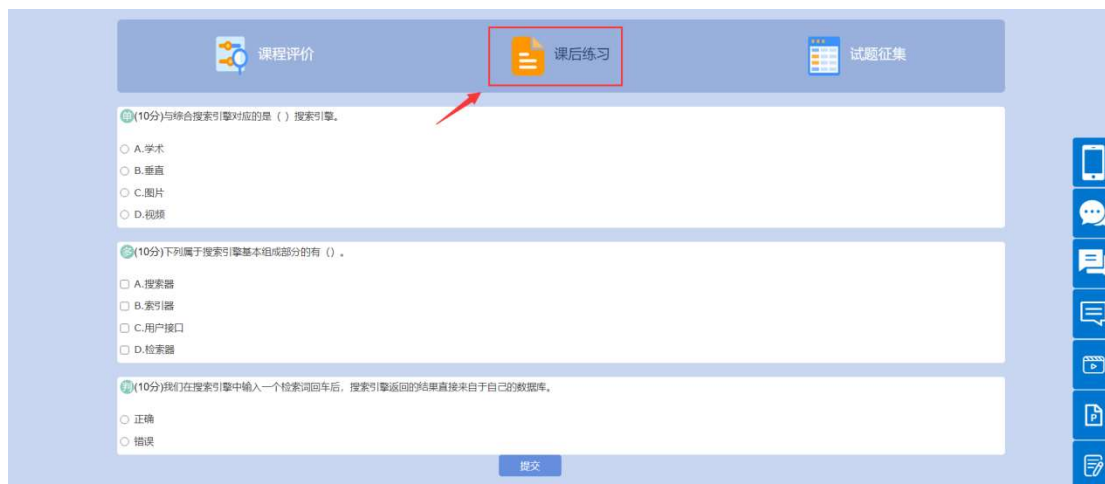 课程评价
课后练习
试题征集
单(10分)与综合搜索引擎对应的是（ ）搜索引擎。
A.学术
B.垂直
C.图片
D.视频
多(10分)下列属于搜索引擎基本组成部分的有（）。
A.搜索器
B.索引器
C.用户接口
D.检索器
判(10分)我们在搜索引擎中输入一个检索词回车后，搜索引擎返回的结果直接来自于自己的数据库。
正确
错误
提交
P